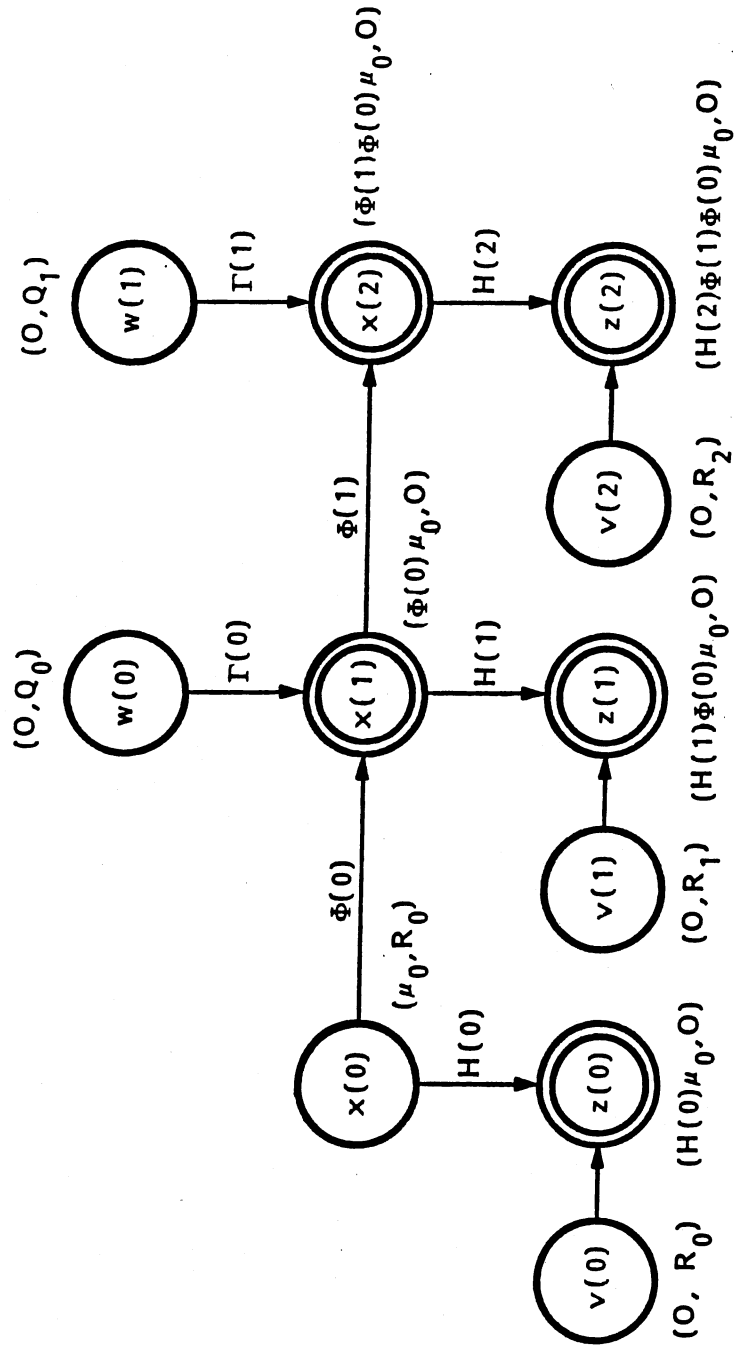 (O,Q₀)
(O,Q₁)
w(0)
w(1)
Γ(0)
Γ(1)
Φ(0)
Φ(1)
(Φ(1)Φ(0)μ₀,O)
x(0)
x(1)
x(2)
(μ₀,R₀)
(Φ(0)μ₀,O)
H(0)
H(1)
H(2)
v(0)
z(0)
v(1)
z(1)
v(2)
z(2)
(O, R₀)
(H(0)μ₀,O)
(O,R₁)
(H(1)Φ(0)μ₀,O)
(O,R₂)
(H(2)Φ(1)Φ(0)μ₀,O)